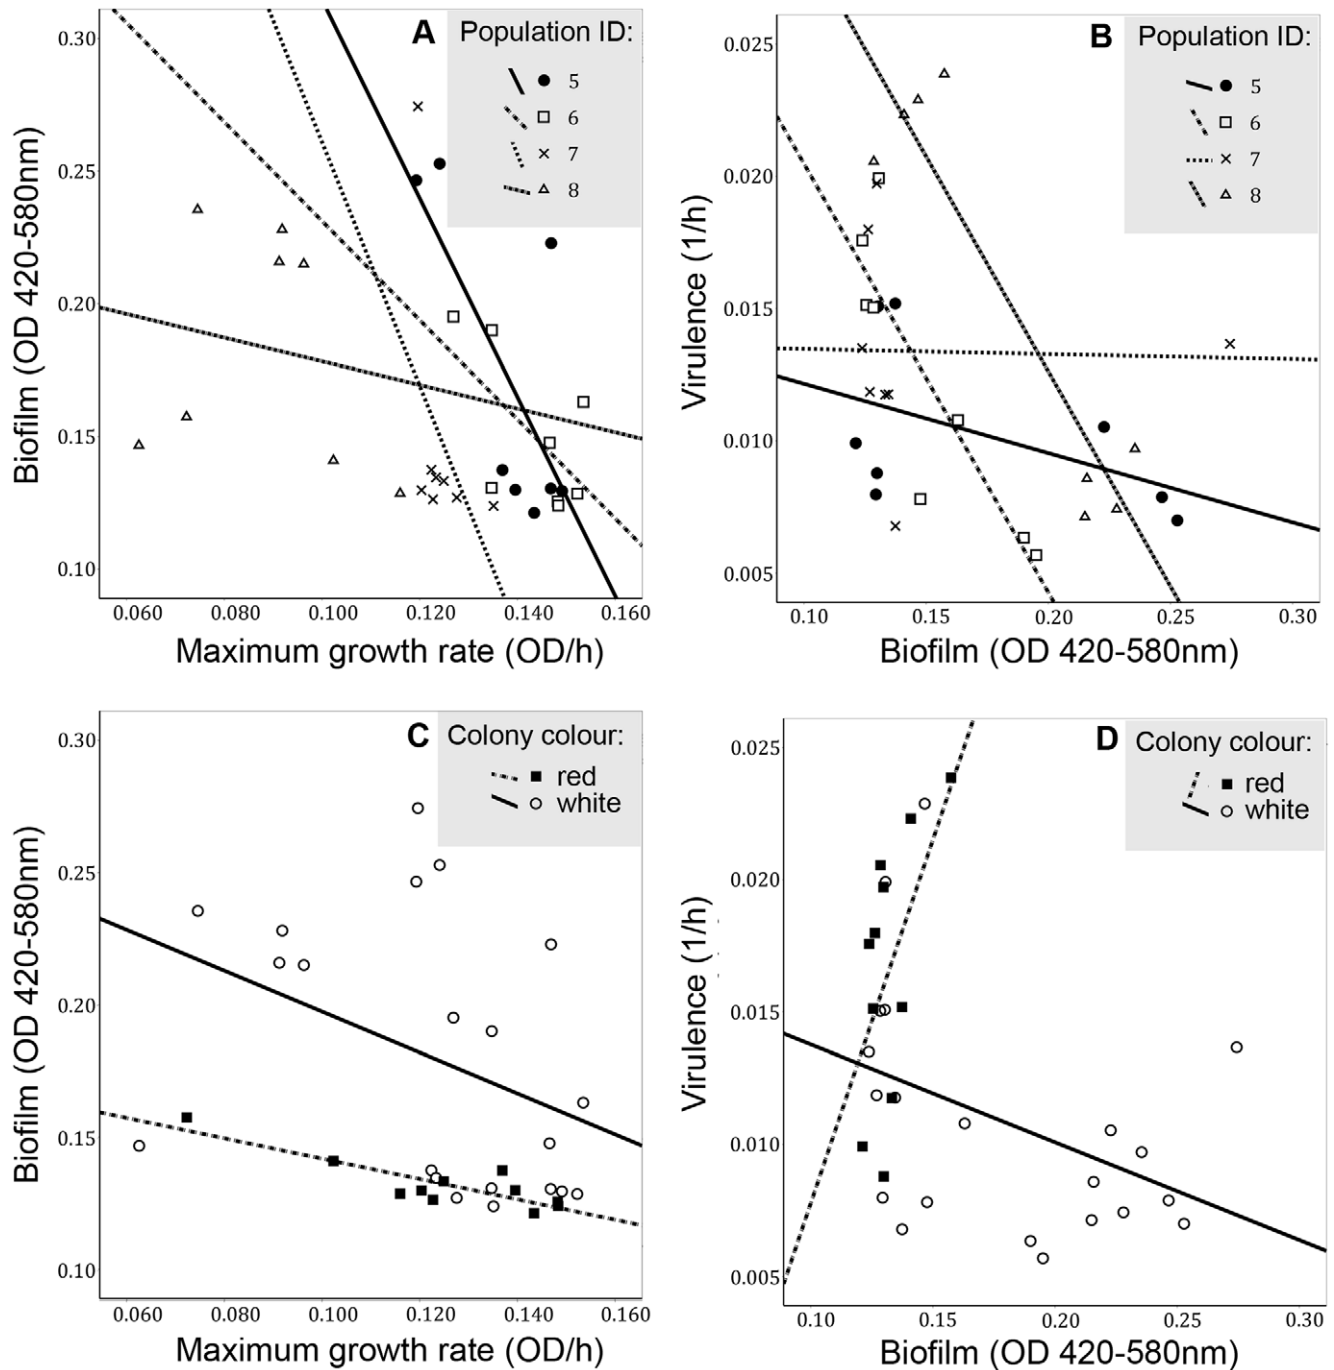 A Population ID:
5
6
7
8
0.30
0.25
0.20
0.15
0.10
Biofilm (OD 420-580nm)
0.060 0.080 0.100 0.120 0.140 0.160
Maximum growth rate (OD/h)
B Population ID:
5
6
7
8
0.025
0.020
0.015
0.010
0.005
Virulence (1/h)
0.10 0.15 0.20 0.25 0.30
Biofilm (OD 420-580nm)
C Colony colour:
red
white
0.30
0.25
0.20
0.15
0.10
Biofilm (OD 420-580nm)
0.060 0.080 0.100 0.120 0.140 0.160
Maximum growth rate (OD/h)
D Colony colour:
red
white
0.025
0.020
0.015
0.010
0.005
Virulence (1/h)
0.10 0.15 0.20 0.25 0.30
Biofilm (OD 420-580nm)